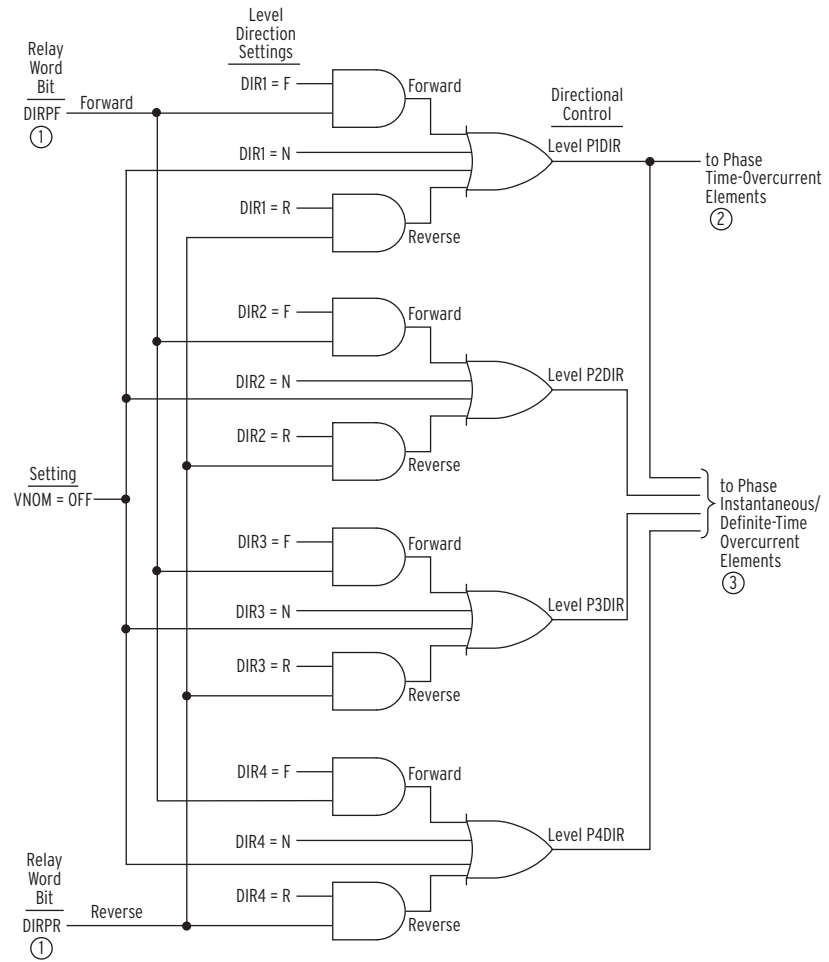 Level
Direction
Settings
Relay
Word
Bit
DIRPF
Forward
①
DIR1 = F
Forward
DIR1 = N
DIR1 = R
Reverse
Directional
Control
Level P1DIR
to Phase
Time-Overcurrent
Elements
②
DIR2 = F
Forward
DIR2 = N
Level P2DIR
DIR2 = R
Reverse
Setting
VNOM = OFF
to Phase
Instantaneous/
Definite-Time
Overcurrent
Elements
③
DIR3 = F
Forward
DIR3 = N
Level P3DIR
DIR3 = R
Reverse
DIR4 = F
Forward
DIR4 = N
Level P4DIR
DIR4 = R
Reverse
Relay
Word
Bit
DIRPR
Reverse
①